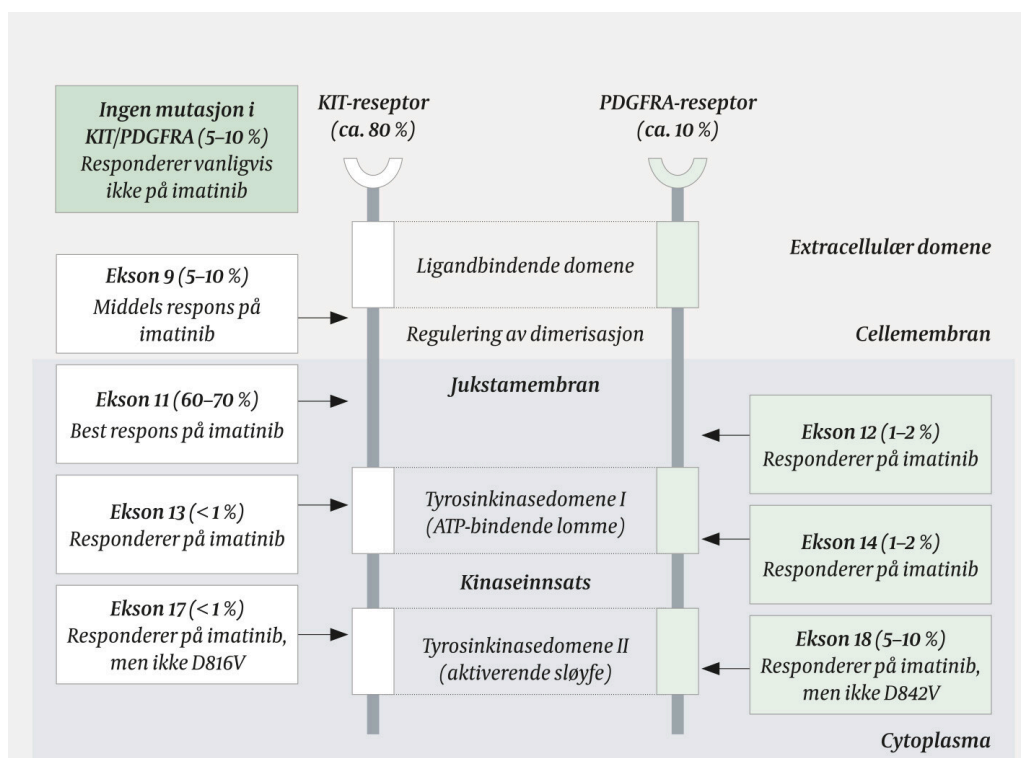 Ingen mutasjon i
KIT/PDGFRA (5–10 %)
Responderer vanligvis
ikke på imatinib
KIT-reseptor
(ca. 80 %)
PDGFRA-reseptor
(ca. 10 %)
Ekson 9 (5–10 %)
Middels respons på
imatinib
Ligandbindende domene
Extracellulær domene
Regulering av dimerisasjon
Cellemembran
Ekson 11 (60–70 %)
Best respons på imatinib
Jukstamembran
Ekson 12 (1–2 %)
Responderer på imatinib
Ekson 13 (< 1 %)
Responderer på imatinib
Tyrosinkinasedomene I
(ATP-bindende lomme)
Ekson 14 (1–2 %)
Responderer på imatinib
Kinaseinnsats
Ekson 17 (< 1 %)
Responderer på imatinib,
men ikke D816V
Tyrosinkinasedomene II
(aktiverende sløyfe)
Ekson 18 (5–10 %)
Responderer på imatinib,
men ikke D842V
Cytoplasma